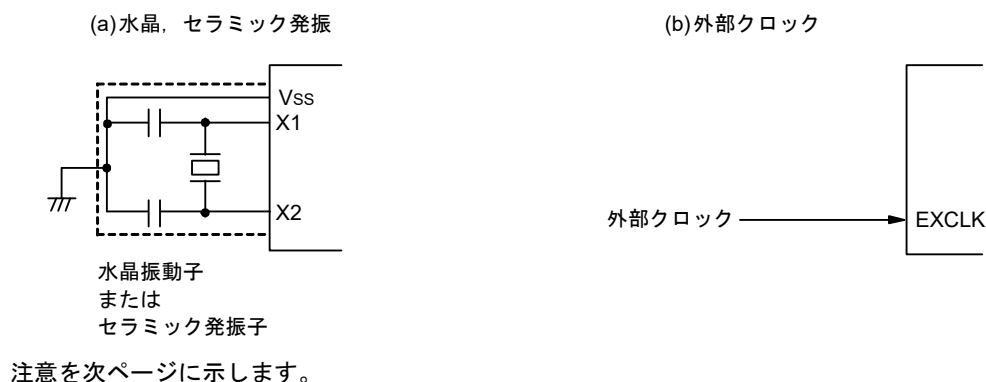 (a)水晶，セラミック発振
(b)外部クロック
VSS
X1
X2
水晶振動子
または
セラミック発振子
外部クロック
EXCLK
注意を次ページに示します。